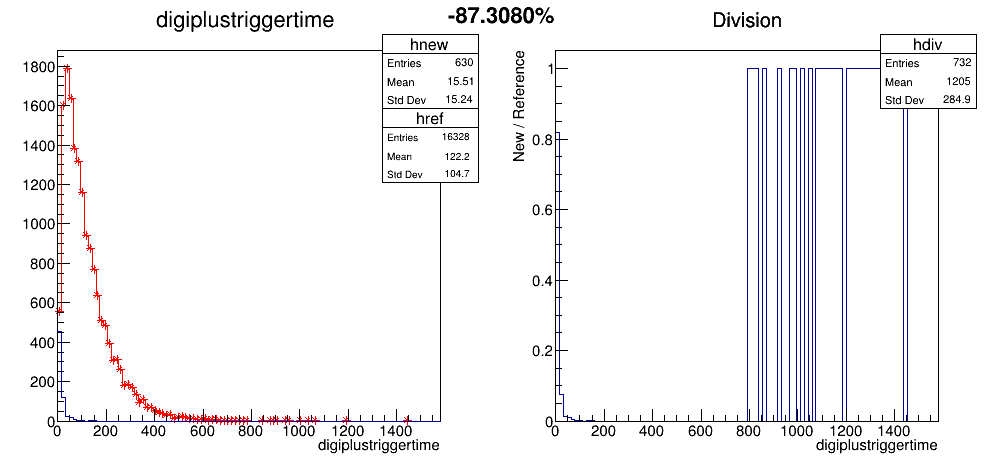 digiplustriggertime
-87.3080%
Division
hnew
Entries 630
Mean 15.51
Std Dev 15.24
href
Entries 16328
Mean 122.2
Std Dev 104.7
1800
1600
1400
1200
1000
800
600
400
200
0
0 200 400 600 800 1000 1200 1400
digiplustriggertime
hdiv
Entries 732
Mean 1205
Std Dev 284.9
New / Reference
1
0.8
0.6
0.4
0.2
0
0 200 400 600 800 1000 1200 1400
digiplustriggertime